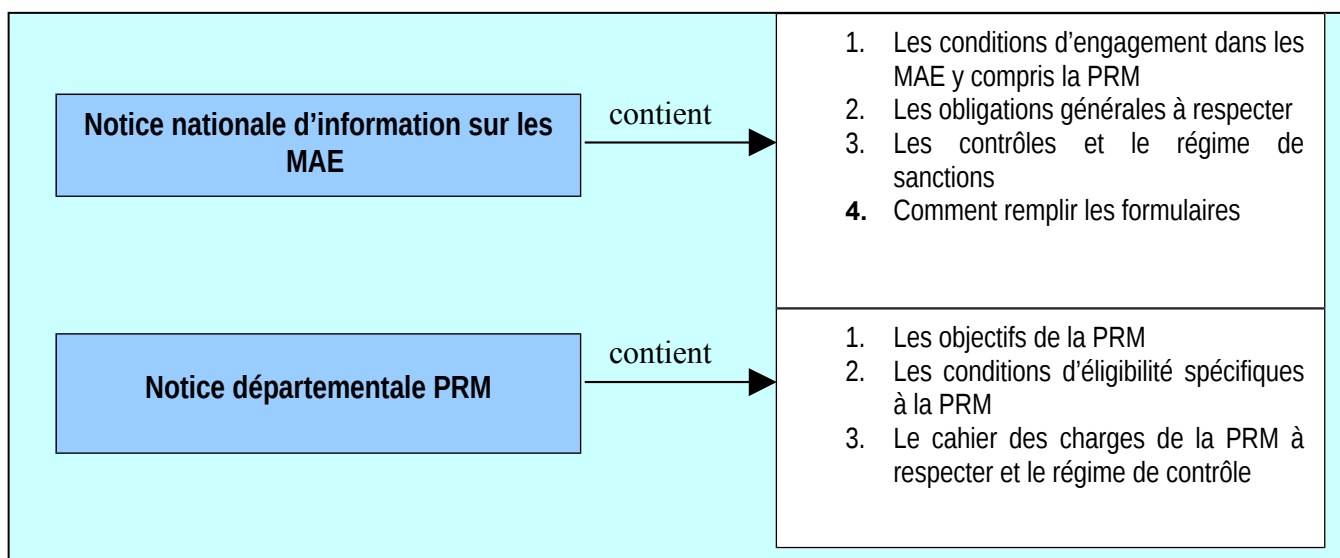 Notice nationale d’information sur les
MAE
contient
1. Les conditions d’engagement dans les
MAE y compris la PRM
2. Les obligations générales à respecter
3. Les contrôles et le régime de
sanctions
4. Comment remplir les formulaires
Notice départementale PRM
contient
1. Les objectifs de la PRM
2. Les conditions d’éligibilité spécifiques
à la PRM
3. Le cahier des charges de la PRM à
respecter et le régime de contrôle